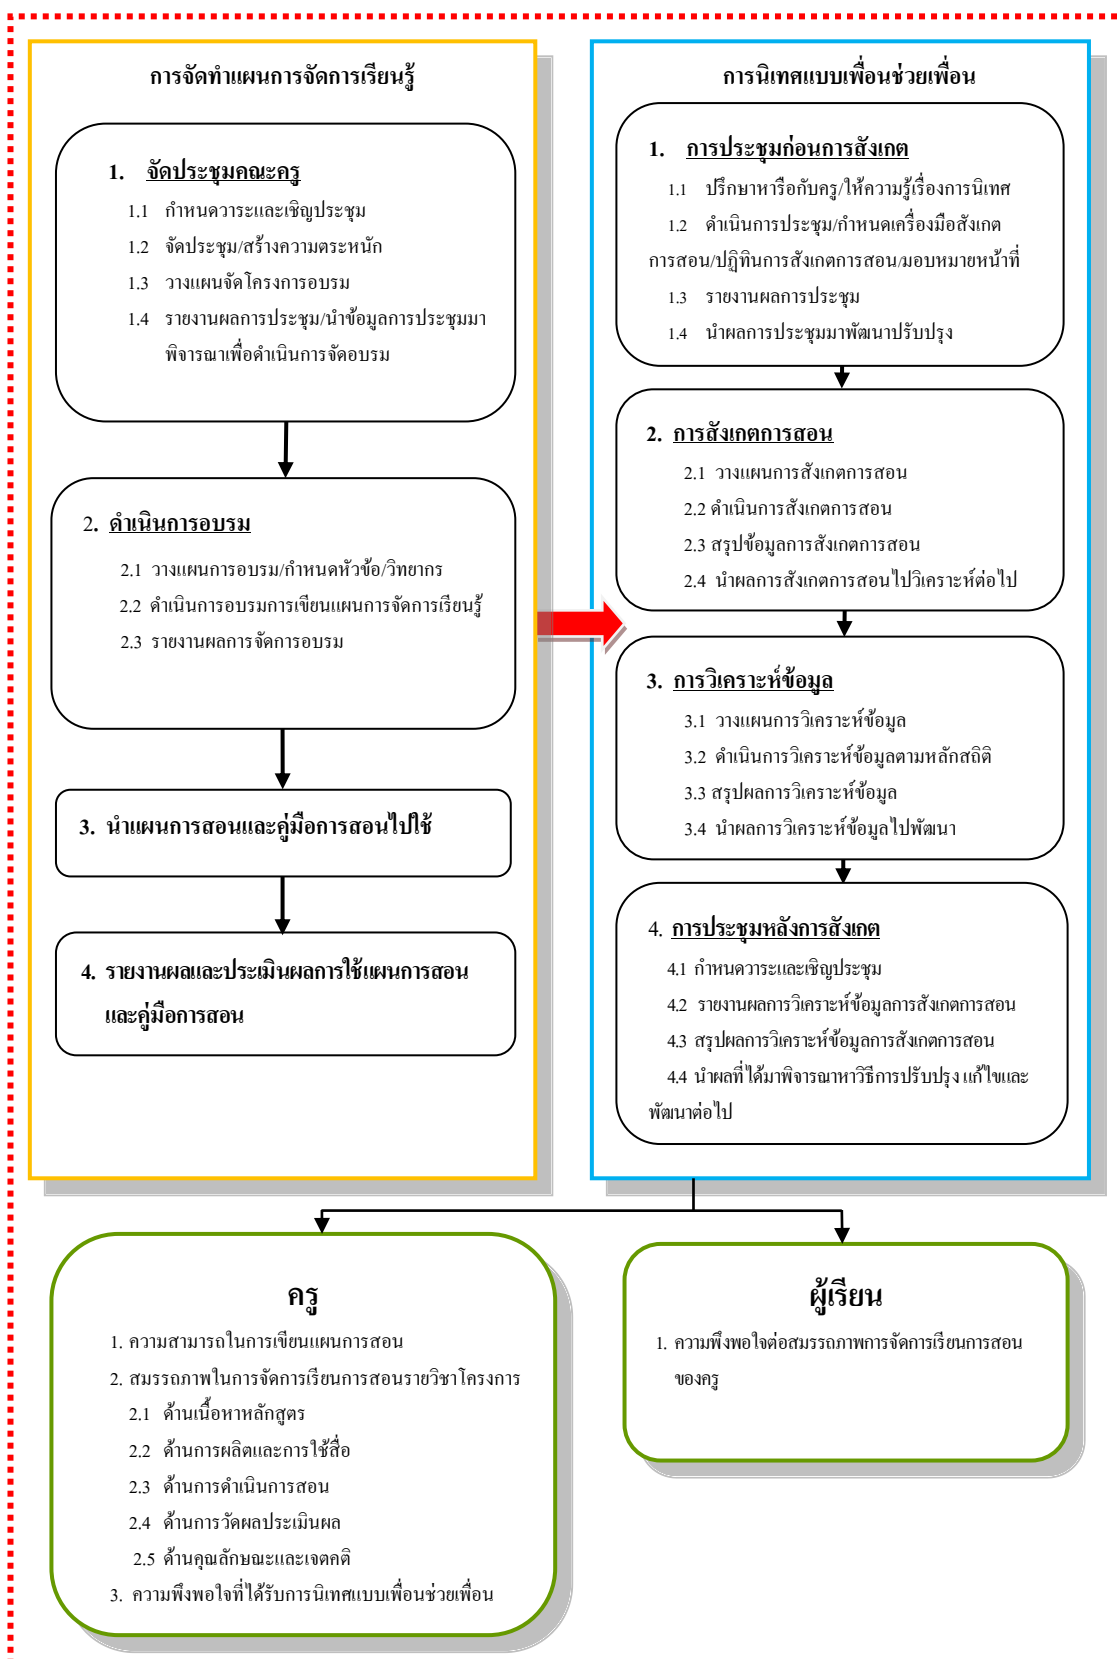 การจัดทำแผนการจัดการเรียนรู้
1. จัดประชุมคณะครู
1.1 กำหนดวาระและเชิญประชุม
1.2 จัดประชุม/สร้างความตระหนัก
1.3 วางแผนจัดโครงการอบรม
1.4 รายงานผลการประชุม/นำข้อมูลการประชุมมา
พิจารณาเพื่อดำเนินการจัดอบรม
2. ดำเนินการอบรม
2.1 วางแผนการอบรม/กำหนดหัวข้อ/วิทยากร
2.2 ดำเนินการอบรมการเขียนแผนการจัดการเรียนรู้
2.3 รายงานผลการจัดการอบรม
3. นำแผนการสอนและคู่มือการสอนไปใช้
4. รายงานผลและประเมินผลการใช้แผนการสอน
และคู่มือการสอน
การนิเทศแบบเพื่อนช่วยเพื่อน
1. การประชุมก่อนการสังเกต
1.1 ปรึกษาหารือกับครู/ให้ความรู้เรื่องการนิเทศ
1.2 ดำเนินการประชุม/กำหนดเครื่องมือสังเกต
การสอน/ปฏิทินการสังเกตการสอน/มอบหมายหน้าที่
1.3 รายงานผลการประชุม
1.4 นำผลการประชุมมาพัฒนาปรับปรุง
2. การสังเกตการสอน
2.1 วางแผนการสังเกตการสอน
2.2 ดำเนินการสังเกตการสอน
2.3 สรุปข้อมูลการสังเกตการสอน
2.4 นำผลการสังเกตการสอนไปวิเคราะห์ต่อไป
3. การวิเคราะห์ข้อมูล
3.1 วางแผนการวิเคราะห์ข้อมูล
3.2 ดำเนินการวิเคราะห์ข้อมูลตามหลักสถิติ
3.3 สรุปผลการวิเคราะห์ข้อมูล
3.4 นำผลการวิเคราะห์ข้อมูลไปพัฒนา
4. การประชุมหลังการสังเกต
4.1 กำหนดวาระและเชิญประชุม
4.2 รายงานผลการวิเคราะห์ข้อมูลการสังเกตการสอน
4.3 สรุปผลการวิเคราะห์ข้อมูลการสังเกตการสอน
4.4 นำผลที่ได้มาพิจารณาหาวิธีการปรับปรุง แก้ไขและ
พัฒนาต่อไป
ครู
1. ความสามารถในการเขียนแผนการสอน
2. สมรรถภาพในการจัดการเรียนการสอนรายวิชาโครงการ
2.1 ด้านเนื้อหาหลักสูตร
2.2 ด้านการผลิตและการใช้สื่อ
2.3 ด้านการดำเนินการสอน
2.4 ด้านการวัดผลประเมินผล
2.5 ด้านคุณลักษณะและเจตคติ
3. ความพึงพอใจที่ได้รับการนิเทศแบบเพื่อนช่วยเพื่อน
ผู้เรียน
1. ความพึงพอใจต่อสมรรถภาพการจัดการเรียนการสอน
ของครู